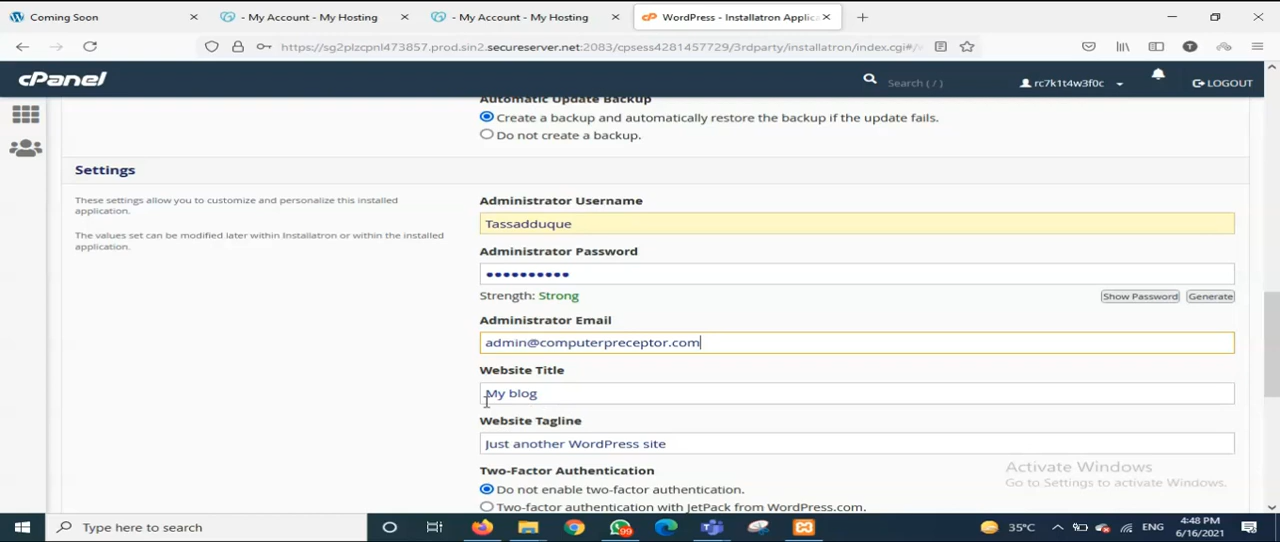 Coming Soon
- My Account - My Hosting
- My Account - My Hosting
WordPress - Installatron Applica
https://sg2plzcpnl473857.prod.sin2.secureserver.net:2083/cpsess4281457729/3rdparty/installatron/index.cgi#/
cPanel
Search ( / )
rc7k1t4w3f0c
LOGOUT
Automatic Update Backup
Create a backup and automatically restore the backup if the update fails.
Do not create a backup.
Settings
These settings allow you to customize and personalize this installed
application.
The values set can be modified later within Installatron or within the installed
application.
Administrator Username
Tassadduque
Administrator Password
••••••••••
Strength: Strong
Show Password
Generate
Administrator Email
admin@computerpreceptor.com
Website Title
My blog
Website Tagline
Just another WordPress site
Two-Factor Authentication
Do not enable two-factor authentication.
Two-factor authentication with JetPack from WordPress.com.
Activate Windows
Go to Settings to activate Windows.
Type here to search
99
35°C
ENG
4:48 PM
6/16/2021